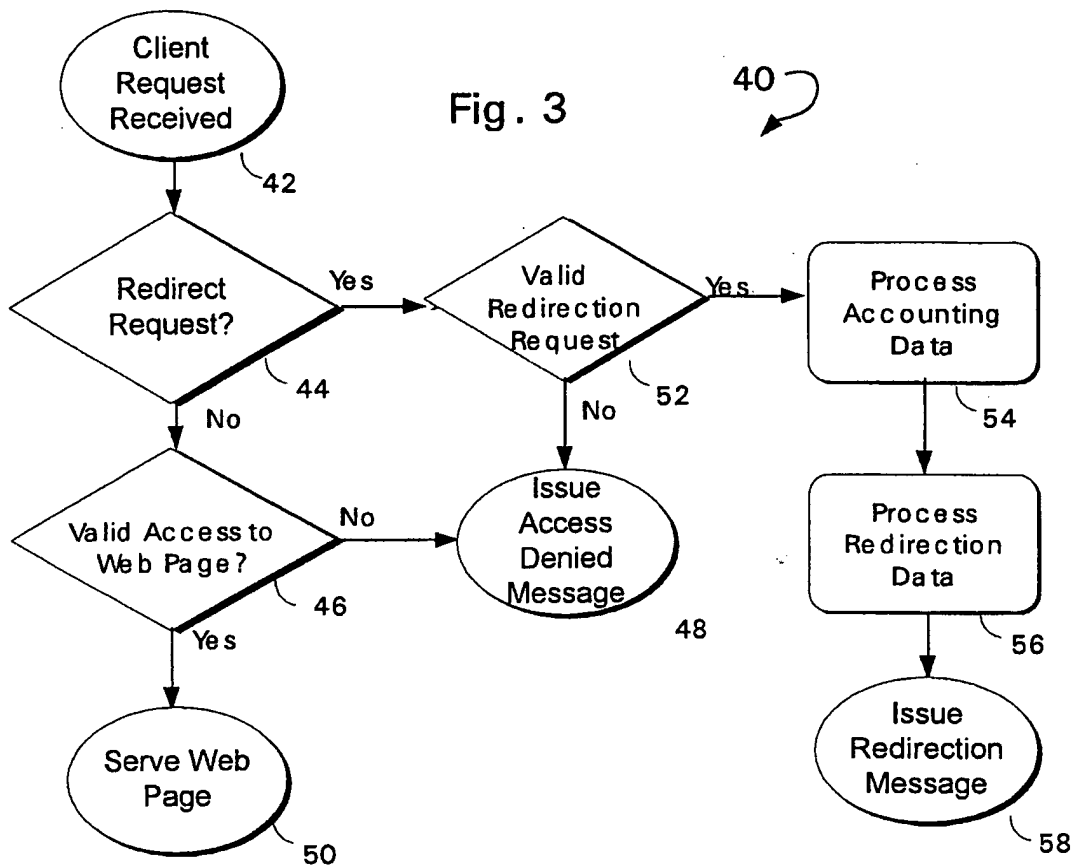 Client
Request
Received
42
Fig. 3
40
Redirect
Request?
44
Yes
No
Valid
Redirection
Request
52
Yes
No
Process
Accounting
Data
54
Valid Access to
Web Page?
46
No
Yes
Issue
Access
Denied
Message
48
Process
Redirection
Data
56
Serve Web
Page
50
Issue
Redirection
Message
58